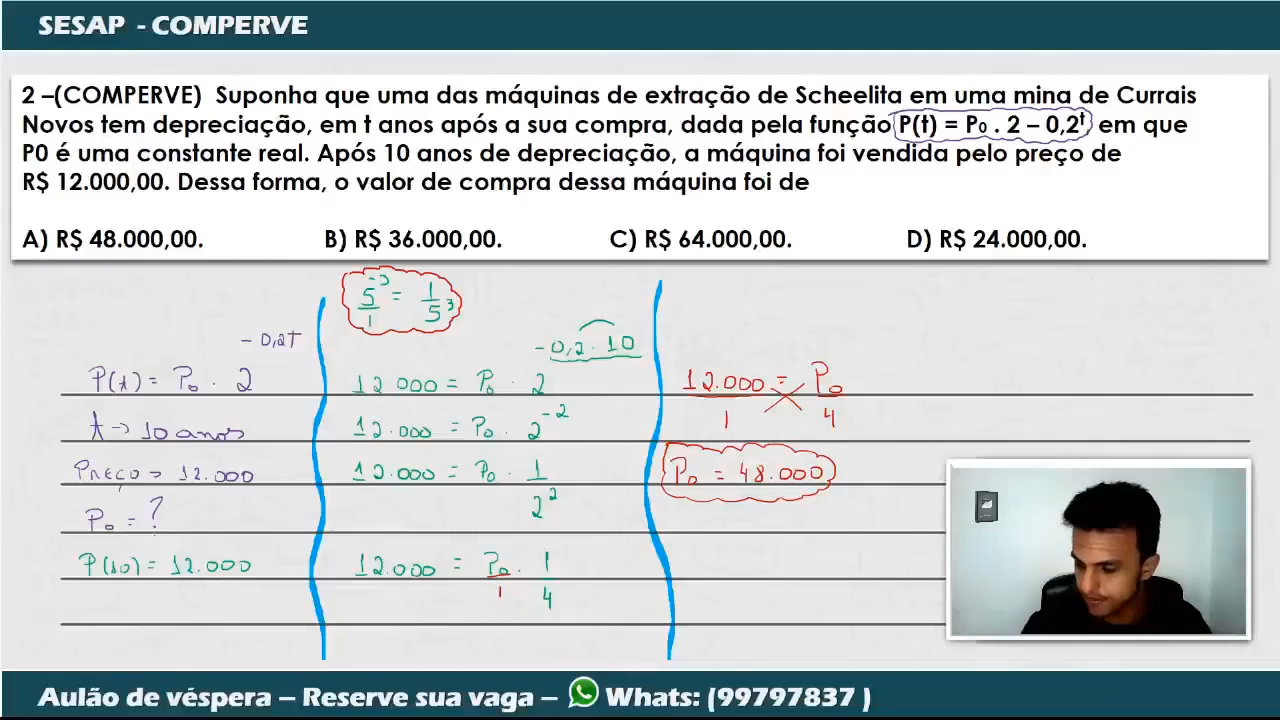 SESAP - COMPERVE
2 –(COMPERVE) Suponha que uma das máquinas de extração de Scheelita em uma mina de Currais
Novos tem depreciação, em t anos após a sua compra, dada pela função P(t) = P₀ . 2 – 0,2ᵗ em que
P0 é uma constante real. Após 10 anos de depreciação, a máquina foi vendida pelo preço de
R$ 12.000,00. Dessa forma, o valor de compra dessa máquina foi de
A) R$ 48.000,00. B) R$ 36.000,00. C) R$ 64.000,00. D) R$ 24.000,00.
P(t) = P₀ . 2^(- 0,2T)
t -> 10 anos
PREÇO > 12.000
P₀ = ?
P(10) = 12.000
5⁻³/1 = 1/5³
12.000 = P₀ . 2^(-0,2.10)
12.000 = P₀ . 2⁻²
12.000 = P₀ . 1/2²
12.000 = P₀/1 . 1/4
12.000/1 = P₀/4
P₀ = 48.000
Aulão de véspera – Reserve sua vaga – Whats: (99797837 )